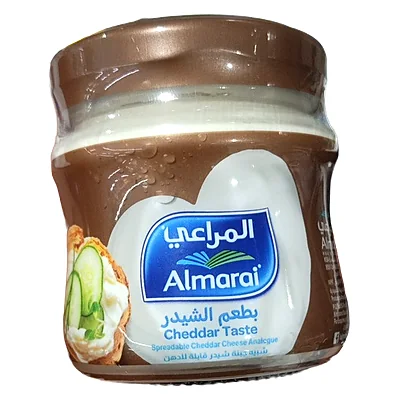 المراعي
Almarai
بطعم الشيدر
Cheddar Taste
Spreadable Cheddar Cheese Analogue
شبيه جبنة شيدر قابلة للدهن